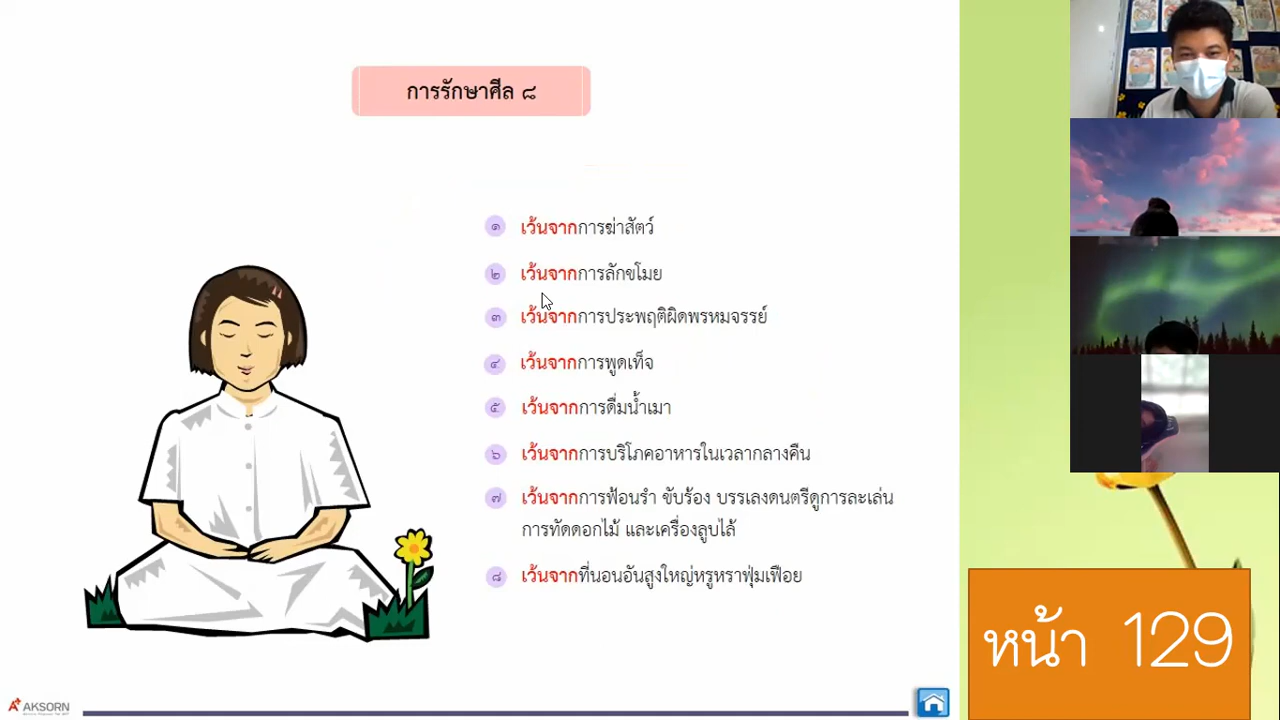 การรักษาศีล ๘
๑ เว้นจากการฆ่าสัตว์
๒ เว้นจากการลักขโมย
๓ เว้นจากการประพฤติผิดพรหมจรรย์
๔ เว้นจากการพูดเท็จ
๕ เว้นจากการดื่มน้ำเมา
๖ เว้นจากการบริโภคอาหารในเวลากลางคืน
๗ เว้นจากการฟ้อนรำ ขับร้อง บรรเลงดนตรีดูการละเล่น
การทัดดอกไม้ และเครื่องลูบไล้
๘ เว้นจากที่นอนอันสูงใหญ่หรูหราฟุ่มเฟือย
หน้า 129
AKSORN